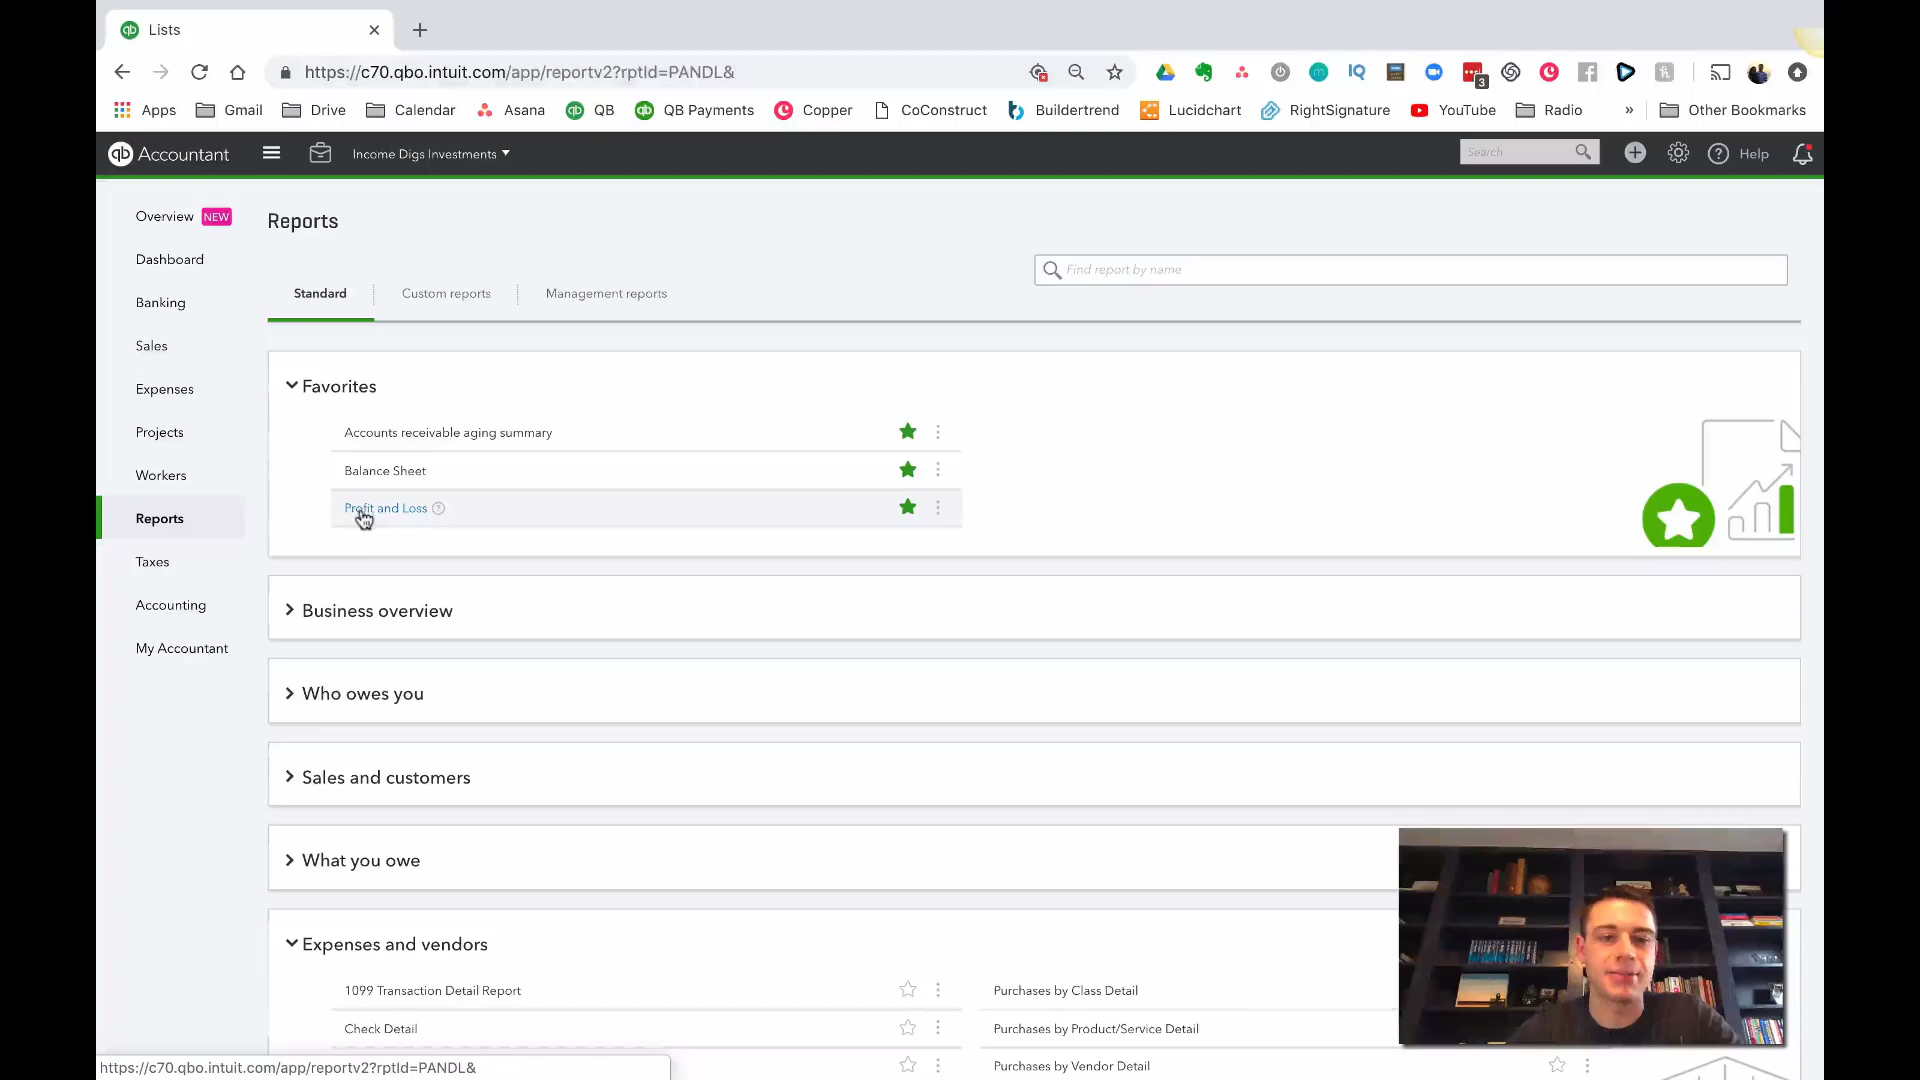 Lists
https://c70.qbo.intuit.com/app/reportv2?rptId=PANDL&
3
Apps Gmail Drive Calendar Asana QB QB Payments Copper CoConstruct Buildertrend Lucidchart RightSignature YouTube Radio » Other Bookmarks
qb Accountant Income Digs Investments Search Help
Overview NEW
Dashboard
Banking
Sales
Expenses
Projects
Workers
Reports
Taxes
Accounting
My Accountant
Reports
Find report by name
Standard Custom reports Management reports
Favorites
Accounts receivable aging summary
Balance Sheet
Profit and Loss
Business overview
Who owes you
Sales and customers
What you owe
Expenses and vendors
1099 Transaction Detail Report Purchases by Class Detail
Check Detail Purchases by Product/Service Detail
Purchases by Vendor Detail
https://c70.qbo.intuit.com/app/reportv2?rptId=PANDL&